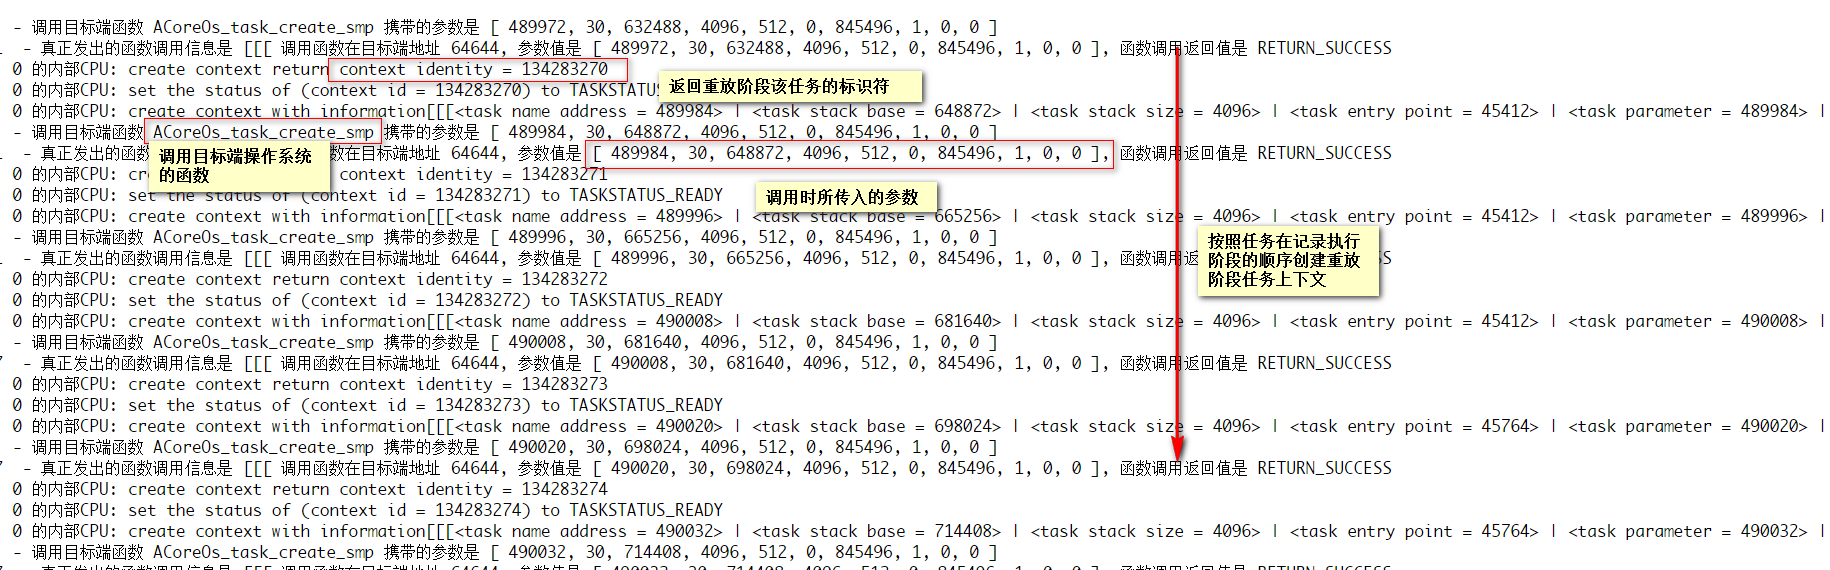 - 调用目标端函数 ACoreOs_task_create_smp 携带的参数是 [ 489972, 30, 632488, 4096, 512, 0, 845496, 1, 0, 0 ]
- 真正发出的函数调用信息是 [[[ 调用函数在目标端地址 64644, 参数值是 [ 489972, 30, 632488, 4096, 512, 0, 845496, 1, 0, 0 ], 函数调用返回值是 RETURN_SUCCESS
0 的内部CPU: create context return context identity = 134283270
返回重放阶段该任务的标识符
0 的内部CPU: set the status of (context id = 134283270) to TASKSTATUS
0 的内部CPU: create context with information[[[<task name address = 489984> | <task stack base = 648872> | <task stack size = 4096> | <task entry point = 45412> | <task parameter = 489984> |
- 调用目标端函数 ACoreOs_task_create_smp 携带的参数是 [ 489984, 30, 648872, 4096, 512, 0, 845496, 1, 0, 0 ]
调用目标端操作系统
的函数
- 真正发出的函数 数在目标端地址 64644, 参数值是 [ 489984, 30, 648872, 4096, 512, 0, 845496, 1, 0, 0 ], 函数调用返回值是 RETURN_SUCCESS
0 的内部CPU: cr context identity = 134283271
调用时所传入的参数
0 的内部CPU: set the status of (context id = 134283271) to TASKSTATUS_READY
0 的内部CPU: create context with information[[[<task name address = 489996> | <task stack base = 665256> | <task stack size = 4096> | <task entry point = 45412> | <task parameter = 489996> |
- 调用目标端函数 ACoreOs_task_create_smp 携带的参数是 [ 489996, 30, 665256, 4096, 512, 0, 845496, 1, 0, 0 ]
按照任务在记录执行
阶段的顺序创建重放
阶段任务上下文
- 真正发出的函数调用信息是 [[[ 调用函数在目标端地址 64644, 参数值是 [ 489996, 30, 665256, 4096, 512, 0, 845496, 1, 0, 0 ], 函数调用 RETURN_SUCCESS
0 的内部CPU: create context return context identity = 134283272
0 的内部CPU: set the status of (context id = 134283272) to TASKSTATUS_READY
0 的内部CPU: create context with information[[[<task name address = 490008> | <task stack base = 681640> | <task stack size = 4096> | <task entry point = 45412> | <task parameter = 490008> |
- 调用目标端函数 ACoreOs_task_create_smp 携带的参数是 [ 490008, 30, 681640, 4096, 512, 0, 845496, 1, 0, 0 ]
- 真正发出的函数调用信息是 [[[ 调用函数在目标端地址 64644, 参数值是 [ 490008, 30, 681640, 4096, 512, 0, 845496, 1, 0, 0 ], 函数调用返回值是 RETURN_SUCCESS
0 的内部CPU: create context return context identity = 134283273
0 的内部CPU: set the status of (context id = 134283273) to TASKSTATUS_READY
0 的内部CPU: create context with information[[[<task name address = 490020> | <task stack base = 698024> | <task stack size = 4096> | <task entry point = 45764> | <task parameter = 490020> |
- 调用目标端函数 ACoreOs_task_create_smp 携带的参数是 [ 490020, 30, 698024, 4096, 512, 0, 845496, 1, 0, 0 ]
- 真正发出的函数调用信息是 [[[ 调用函数在目标端地址 64644, 参数值是 [ 490020, 30, 698024, 4096, 512, 0, 845496, 1, 0, 0 ], 函数调用返回值是 RETURN_SUCCESS
0 的内部CPU: create context return context identity = 134283274
0 的内部CPU: set the status of (context id = 134283274) to TASKSTATUS_READY
0 的内部CPU: create context with information[[[<task name address = 490032> | <task stack base = 714408> | <task stack size = 4096> | <task entry point = 45764> | <task parameter = 490032> |
- 调用目标端函数 ACoreOs_task_create_smp 携带的参数是 [ 490032, 30, 714408, 4096, 512, 0, 845496, 1, 0, 0 ]